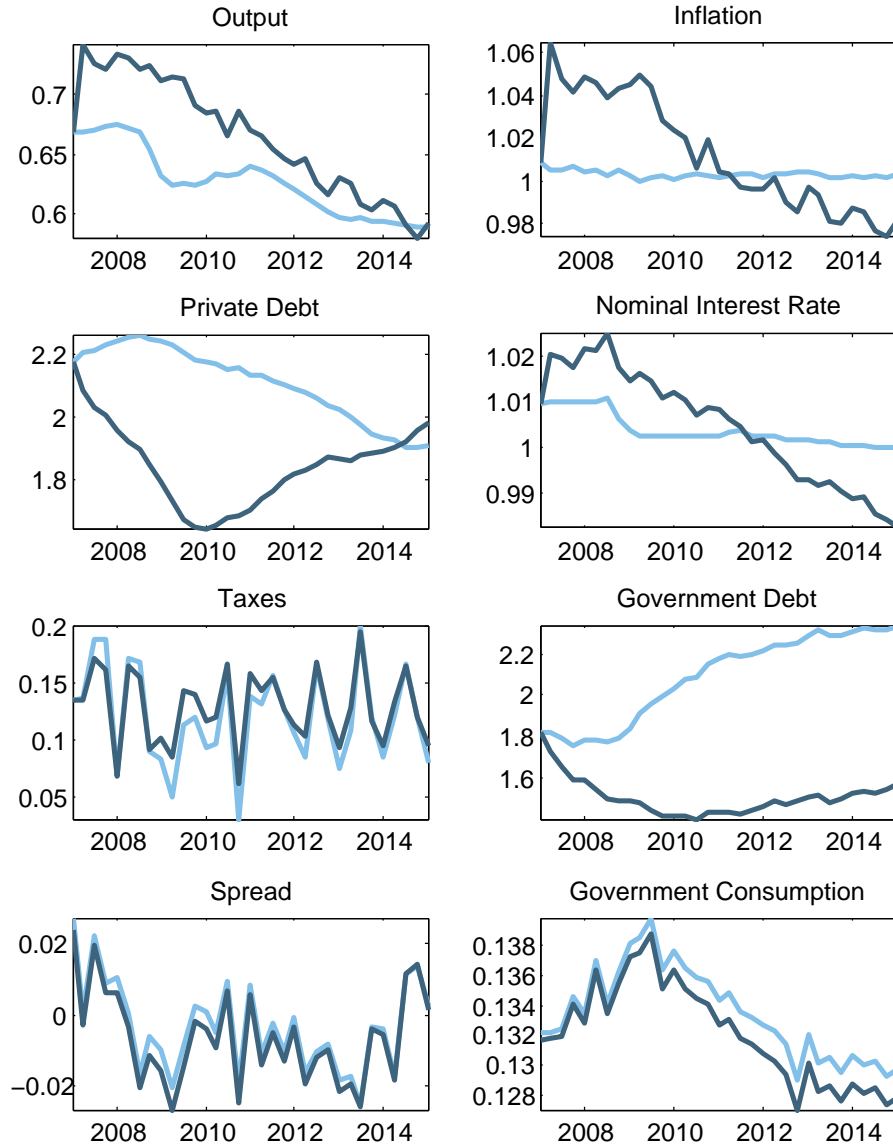 Output
0.7
0.65
0.6
2008 2010 2012 2014
Inflation
1.06
1.04
1.02
1
0.98
2008 2010 2012 2014
Private Debt
2.2
2
1.8
2008 2010 2012 2014
Nominal Interest Rate
1.02
1.01
1
0.99
2008 2010 2012 2014
Taxes
0.2
0.15
0.1
0.05
2008 2010 2012 2014
Government Debt
2.2
2
1.8
1.6
2008 2010 2012 2014
Spread
0.02
0
−0.02
2008 2010 2012 2014
Government Consumption
0.138
0.136
0.134
0.132
0.13
0.128
2008 2010 2012 2014